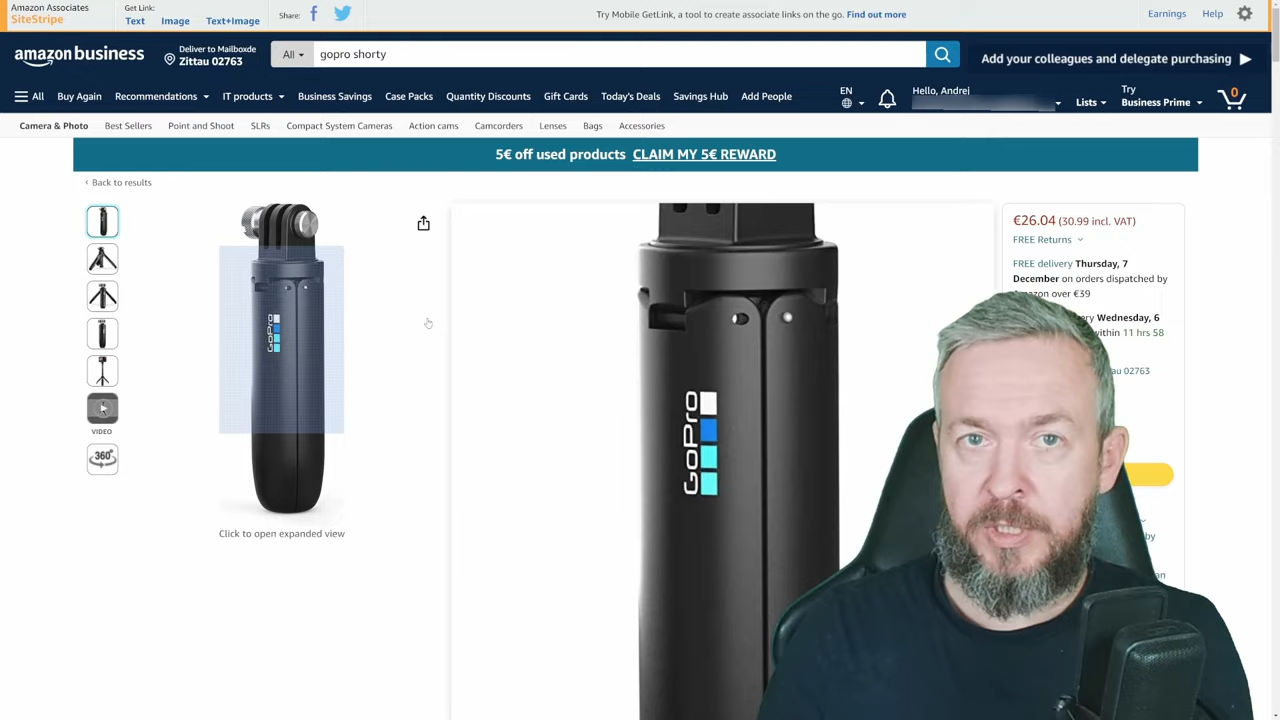 Amazon Associates
SiteStripe
Get Link:
Text Image Text+Image
Share:
Try Mobile GetLink, a tool to create associate links on the go. Find out more
Earnings Help
amazon business
Deliver to Mailboxde
Zittau 02763
All
gopro shorty
Add your colleagues and delegate purchasing
All Buy Again Recommendations IT products Business Savings Case Packs Quantity Discounts Gift Cards Today's Deals Savings Hub Add People
EN
Hello, Andrei
Lists
Try
Business Prime
0
Camera & Photo Best Sellers Point and Shoot SLRs Compact System Cameras Action cams Camcorders Lenses Bags Accessories
5€ off used products CLAIM MY 5€ REWARD
Back to results
€26.04 (30.99 incl. VAT)
FREE Returns
FREE delivery Thursday, 7
December on orders dispatched by
Amazon over €39
Wednesday, 6
within 11 hrs 58
Zittau 02763
by
GoPro
GoPro
VIDEO
360°
Click to open expanded view